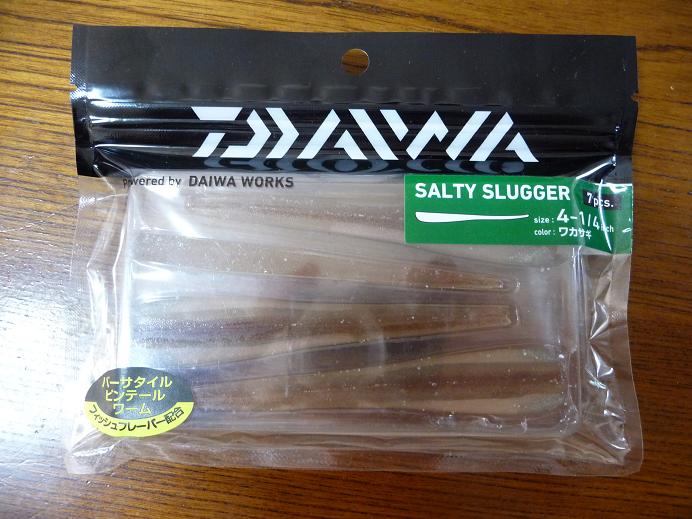 DAIWA
powered by DAIWA WORKS
SALTY SLUGGER
7pcs.
size : 4-1/4inch
color : ワカサギ
バーサタイル
ピンテール
ワーム
フィッシュフレーバー配合